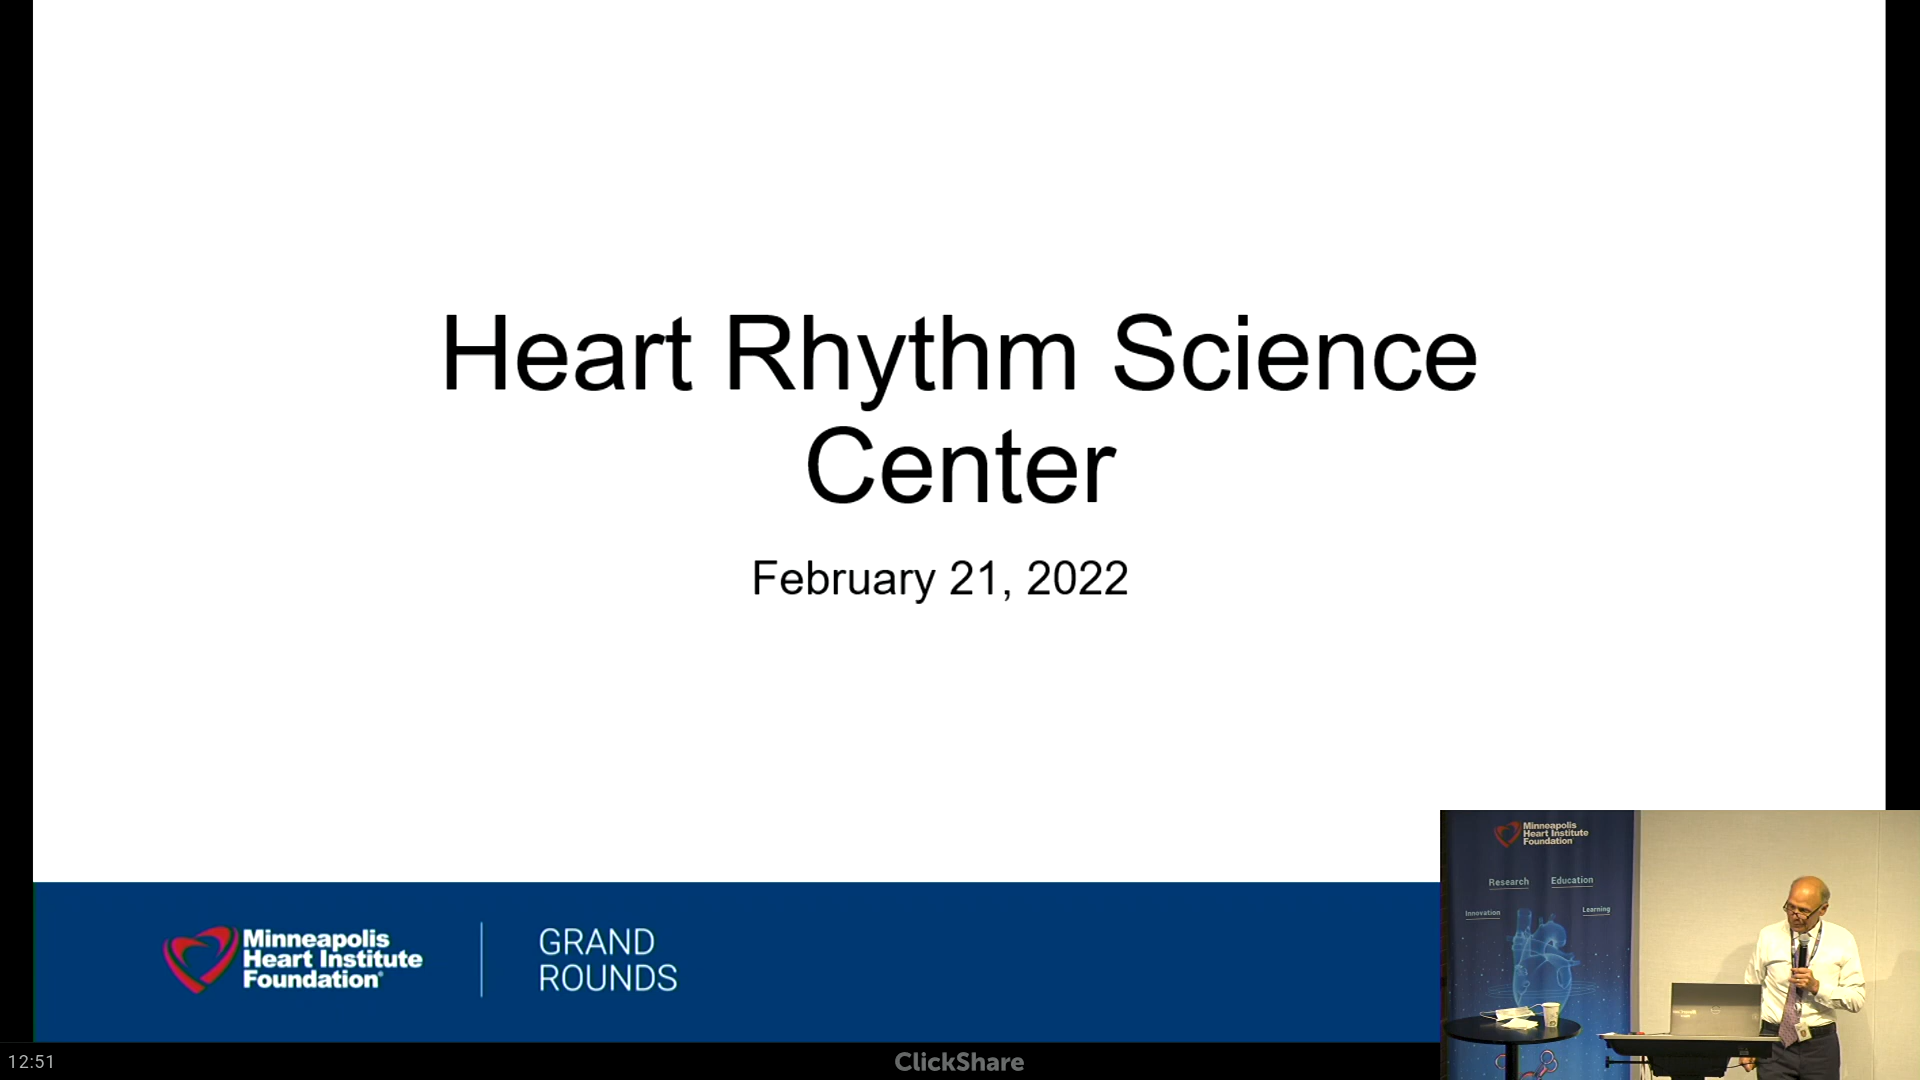 Heart Rhythm Science
Center
February 21, 2022
Minneapolis
Heart Institute
Foundation®
GRAND
ROUNDS
Minneapolis
Heart Institute
Foundation
Research
Education
Innovation
Learning
12:51
ClickShare